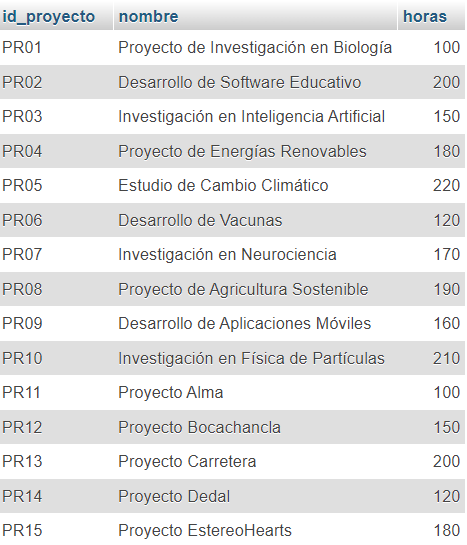 id_proyecto nombre horas
PR01 Proyecto de Investigación en Biología 100
PR02 Desarrollo de Software Educativo 200
PR03 Investigación en Inteligencia Artificial 150
PR04 Proyecto de Energías Renovables 180
PR05 Estudio de Cambio Climático 220
PR06 Desarrollo de Vacunas 120
PR07 Investigación en Neurociencia 170
PR08 Proyecto de Agricultura Sostenible 190
PR09 Desarrollo de Aplicaciones Móviles 160
PR10 Investigación en Física de Partículas 210
PR11 Proyecto Alma 100
PR12 Proyecto Bocachancla 150
PR13 Proyecto Carretera 200
PR14 Proyecto Dedal 120
PR15 Proyecto EstereoHearts 180